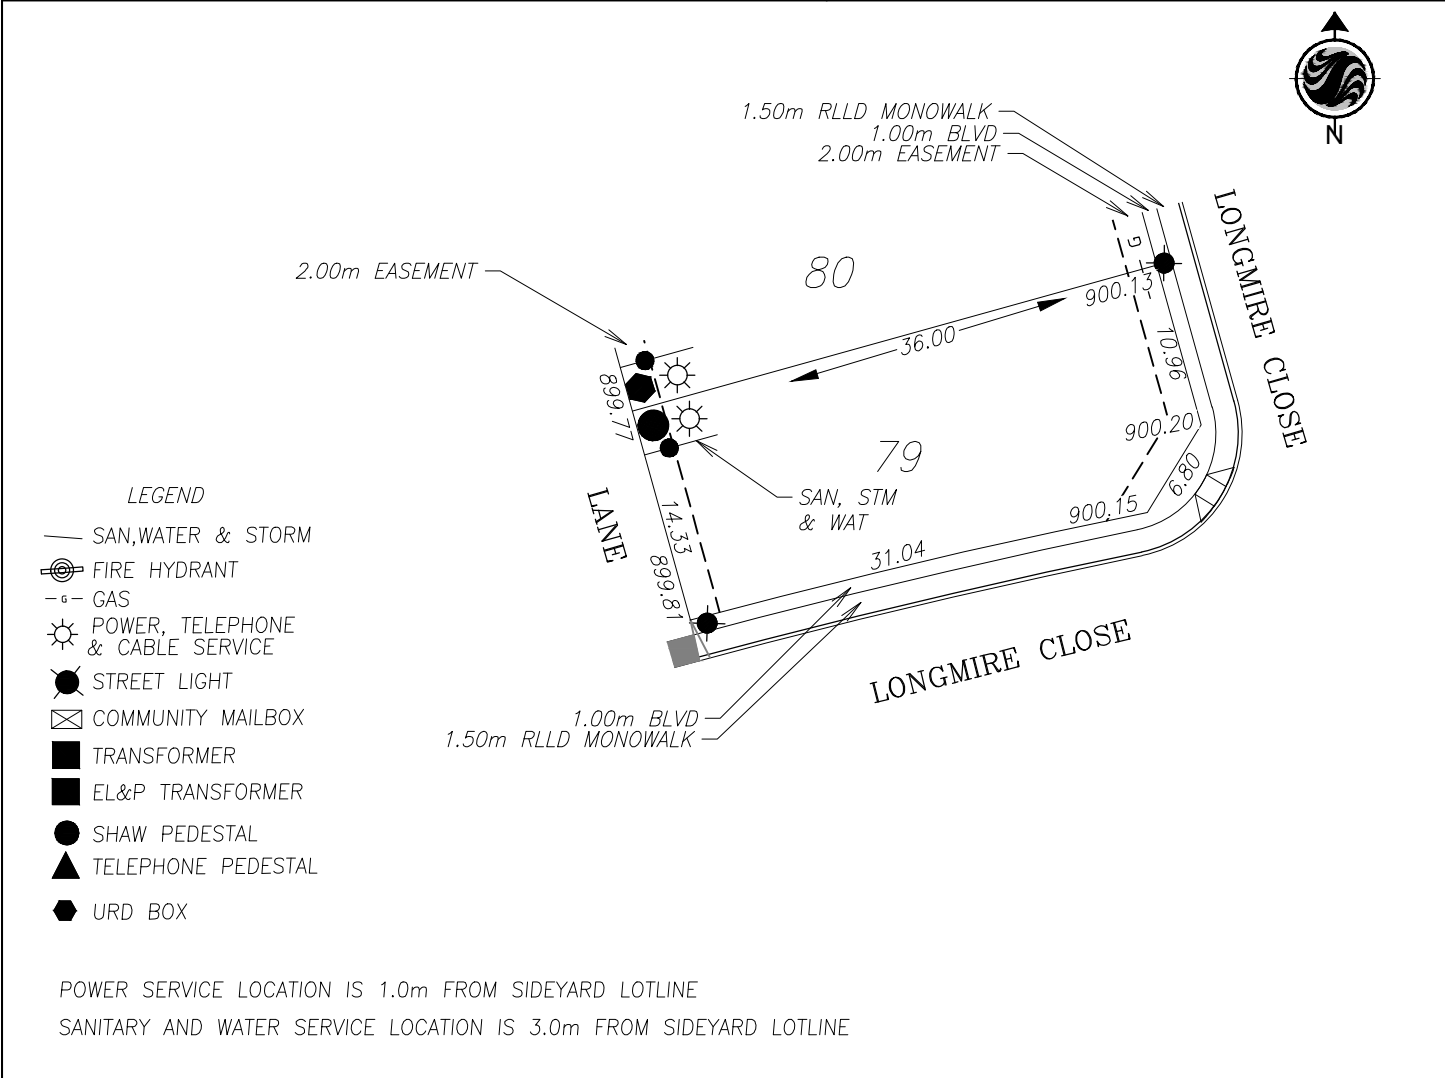 N
1.50m RLLD MONOWALK
1.00m BLVD
2.00m EASEMENT
LONGMIRE CLOSE
G
80
2.00m EASEMENT
900.13
36.00
10.96
899.77
900.20
79
6.80
SAN, STM
& WAT
900.15
LANE
14.33
31.04
899.81
LONGMIRE CLOSE
1.00m BLVD
1.50m RLLD MONOWALK
LEGEND
SAN,WATER & STORM
FIRE HYDRANT
G GAS
POWER, TELEPHONE
& CABLE SERVICE
STREET LIGHT
COMMUNITY MAILBOX
TRANSFORMER
EL&P TRANSFORMER
SHAW PEDESTAL
TELEPHONE PEDESTAL
URD BOX
POWER SERVICE LOCATION IS 1.0m FROM SIDEYARD LOTLINE
SANITARY AND WATER SERVICE LOCATION IS 3.0m FROM SIDEYARD LOTLINE